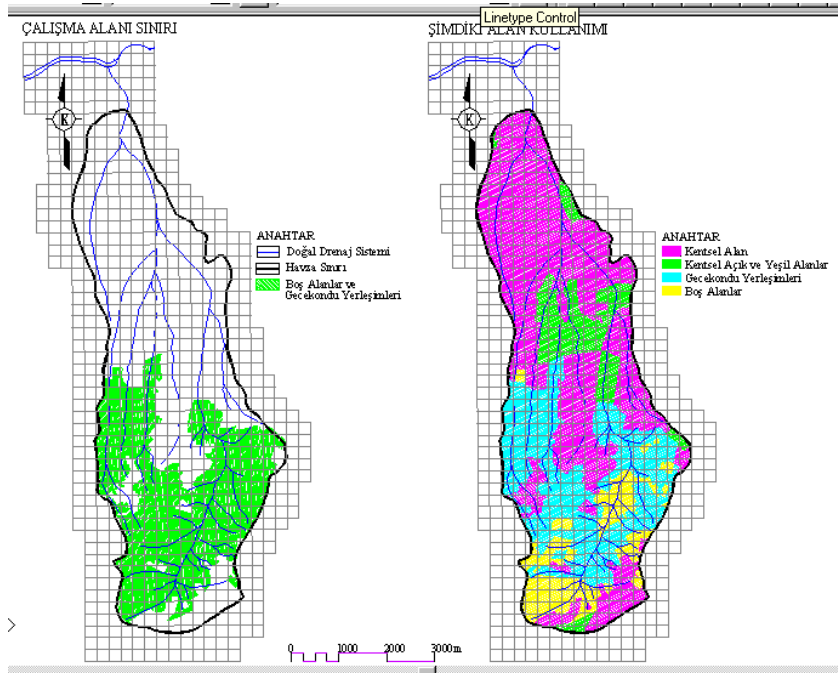 Linetype Control
ÇALIŞMA ALANI SINIRI
ŞİMDİKİ ALAN KULLANIMI
K
K
ANAHTAR
Doğal Drenaj Sistemi
Havza Sınırı
Boş Alanlar ve
Gecekondu Yerleşimleri
ANAHTAR
Kentsel Alan
Kentsel Açık ve Yeşil Alanlar
Gecekondu Yerleşimleri
Boş Alanlar
0 1000 2000 3000m